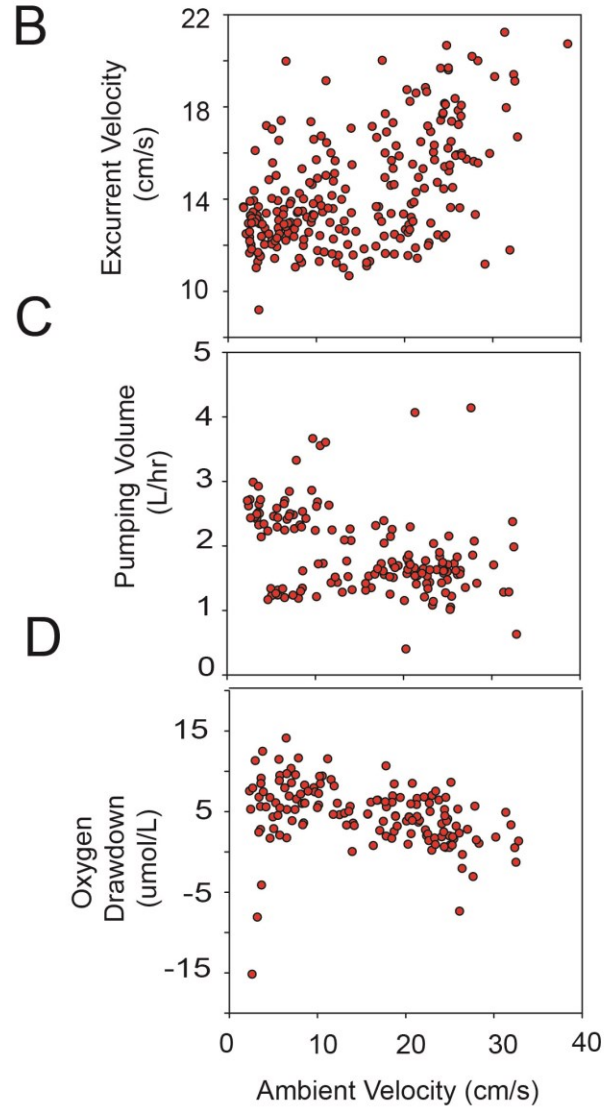 B
22
18
14
10
Excurrent Velocity
(cm/s)
C
5
4
3
2
1
0
Pumping Volume
(L/hr)
D
15
5
-5
-15
Oxygen
Drawdown
(umol/L)
0 10 20 30 40
Ambient Velocity (cm/s)